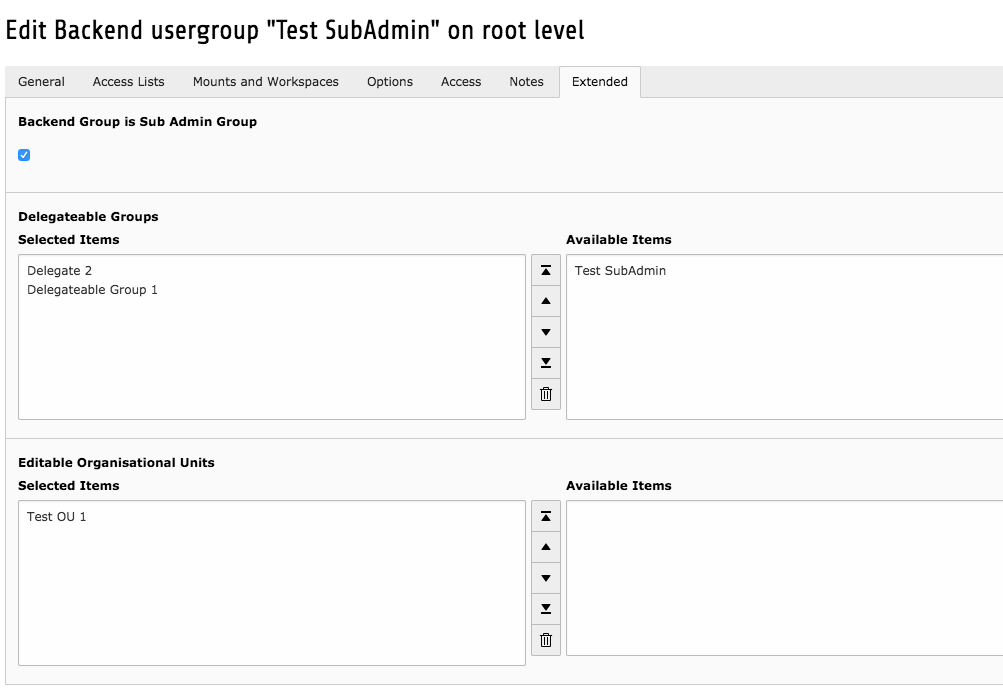 Edit Backend usergroup "Test SubAdmin" on root level
General Access Lists Mounts and Workspaces Options Access Notes Extended
Backend Group is Sub Admin Group
Delegateable Groups
Selected Items Available Items
Delegate 2 Test SubAdmin
Delegateable Group 1
Editable Organisational Units
Selected Items Available Items
Test OU 1